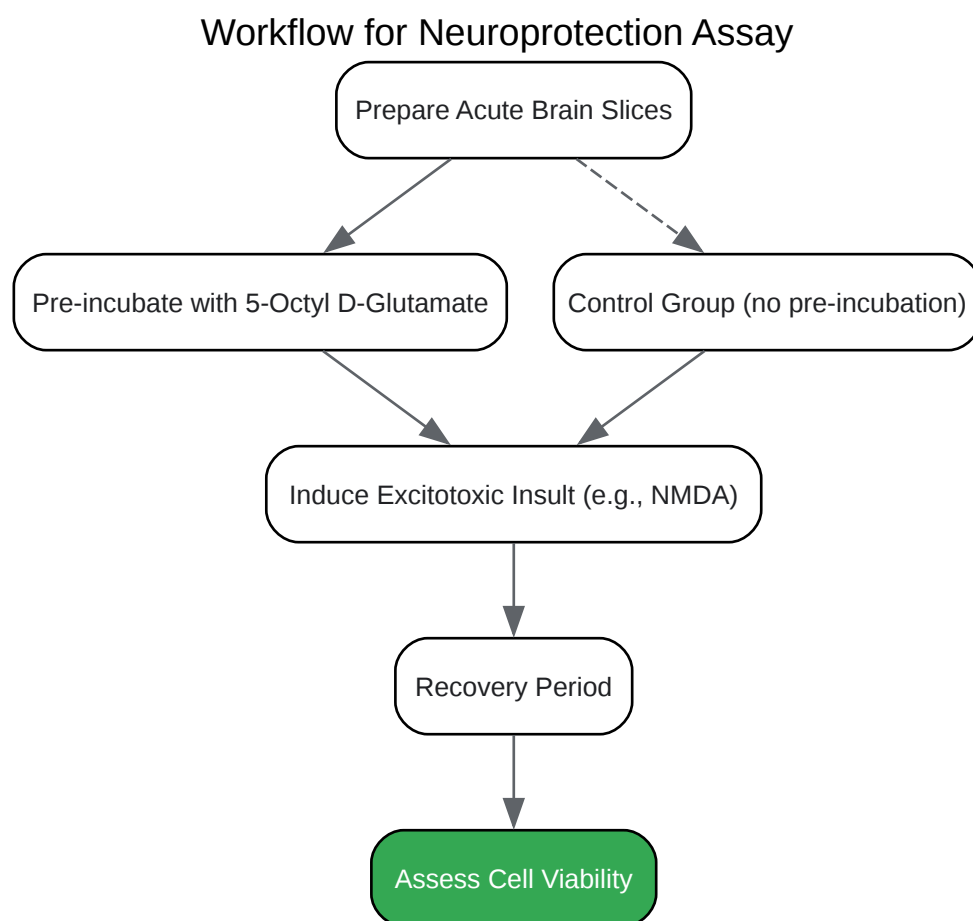 Workflow for Neuroprotection Assay
Prepare Acute Brain Slices
Pre-incubate with 5-Octyl D-Glutamate
Control Group (no pre-incubation)
Induce Excitotoxic Insult (e.g., NMDA)
Recovery Period
Assess Cell Viability